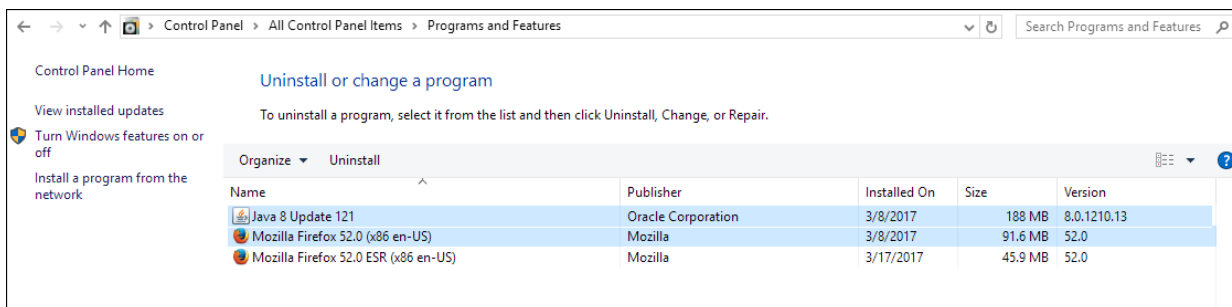 Control Panel > All Control Panel Items > Programs and Features Search Programs and Features
Control Panel Home
Uninstall or change a program
View installed updates
To uninstall a program, select it from the list and then click Uninstall, Change, or Repair.
Turn Windows features on or
off
Install a program from the
network
Organize Uninstall
Name Publisher Installed On Size Version
Java 8 Update 121 Oracle Corporation 3/8/2017 188 MB 8.0.1210.13
Mozilla Firefox 52.0 (x86 en-US) Mozilla 3/8/2017 91.6 MB 52.0
Mozilla Firefox 52.0 ESR (x86 en-US) Mozilla 3/17/2017 45.9 MB 52.0